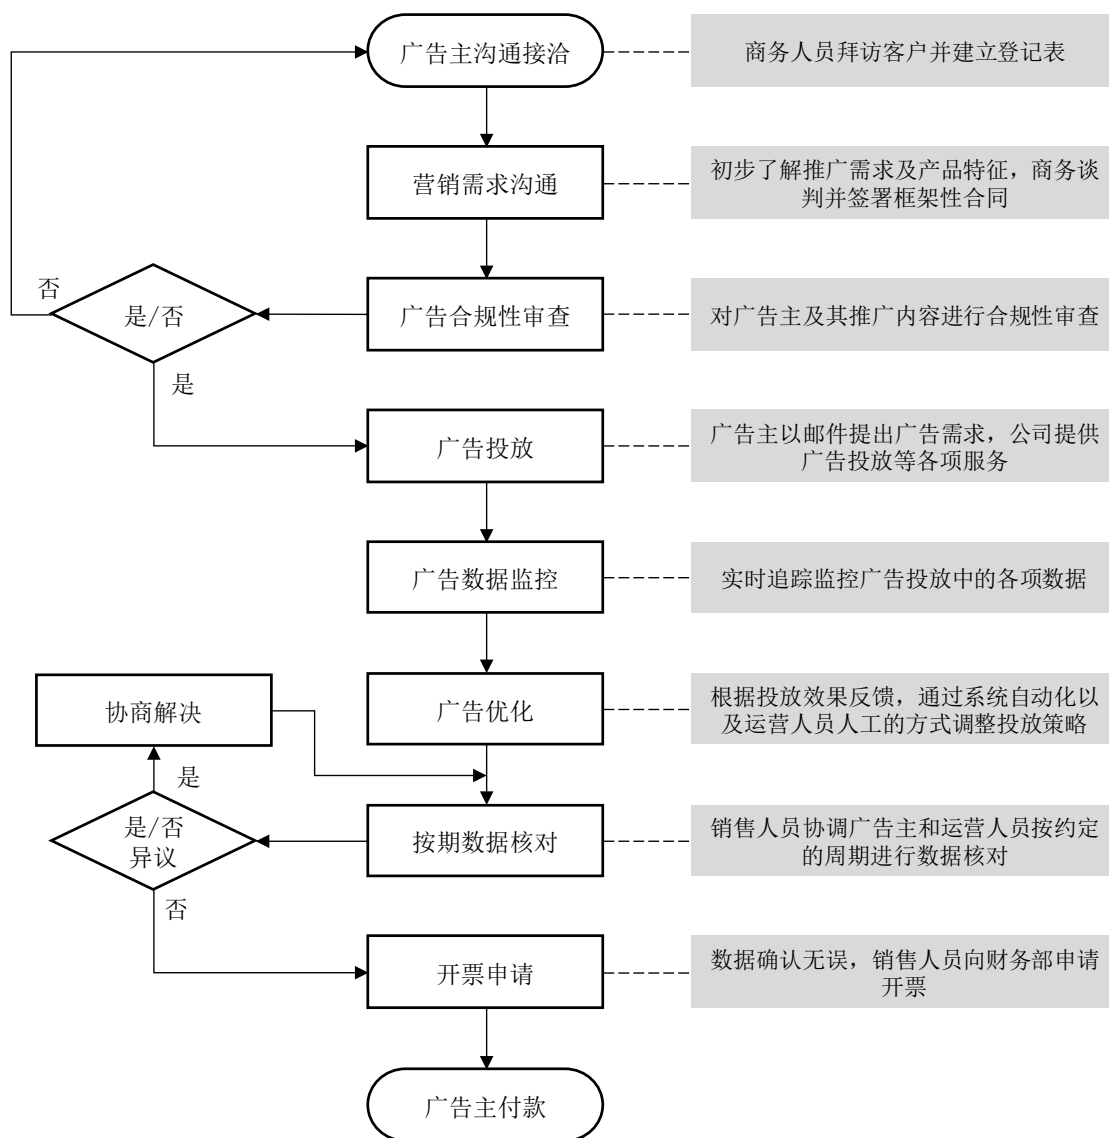 广告主沟通接洽
商务人员拜访客户并建立登记表
营销需求沟通
初步了解推广需求及产品特征，商务谈
判并签署框架性合同
否
是/否
广告合规性审查
对广告主及其推广内容进行合规性审查
是
广告投放
广告主以邮件提出广告需求，公司提供
广告投放等各项服务
广告数据监控
实时追踪监控广告投放中的各项数据
协商解决
广告优化
根据投放效果反馈，通过系统自动化以
及运营人员人工的方式调整投放策略
是
是/否
异议
按期数据核对
销售人员协调广告主和运营人员按约定
的周期进行数据核对
否
开票申请
数据确认无误，销售人员向财务部申请
开票
广告主付款